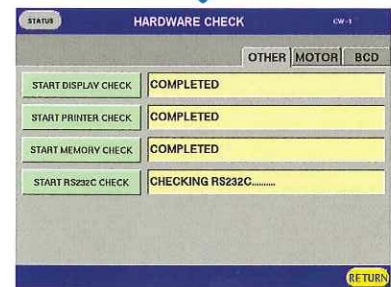 STATUS HARDWARE CHECK CW-1
OTHER MOTOR BCD
START DISPLAY CHECK COMPLETED
START PRINTER CHECK COMPLETED
START MEMORY CHECK COMPLETED
START RS232C CHECK CHECKING RS232C.........
RETURN